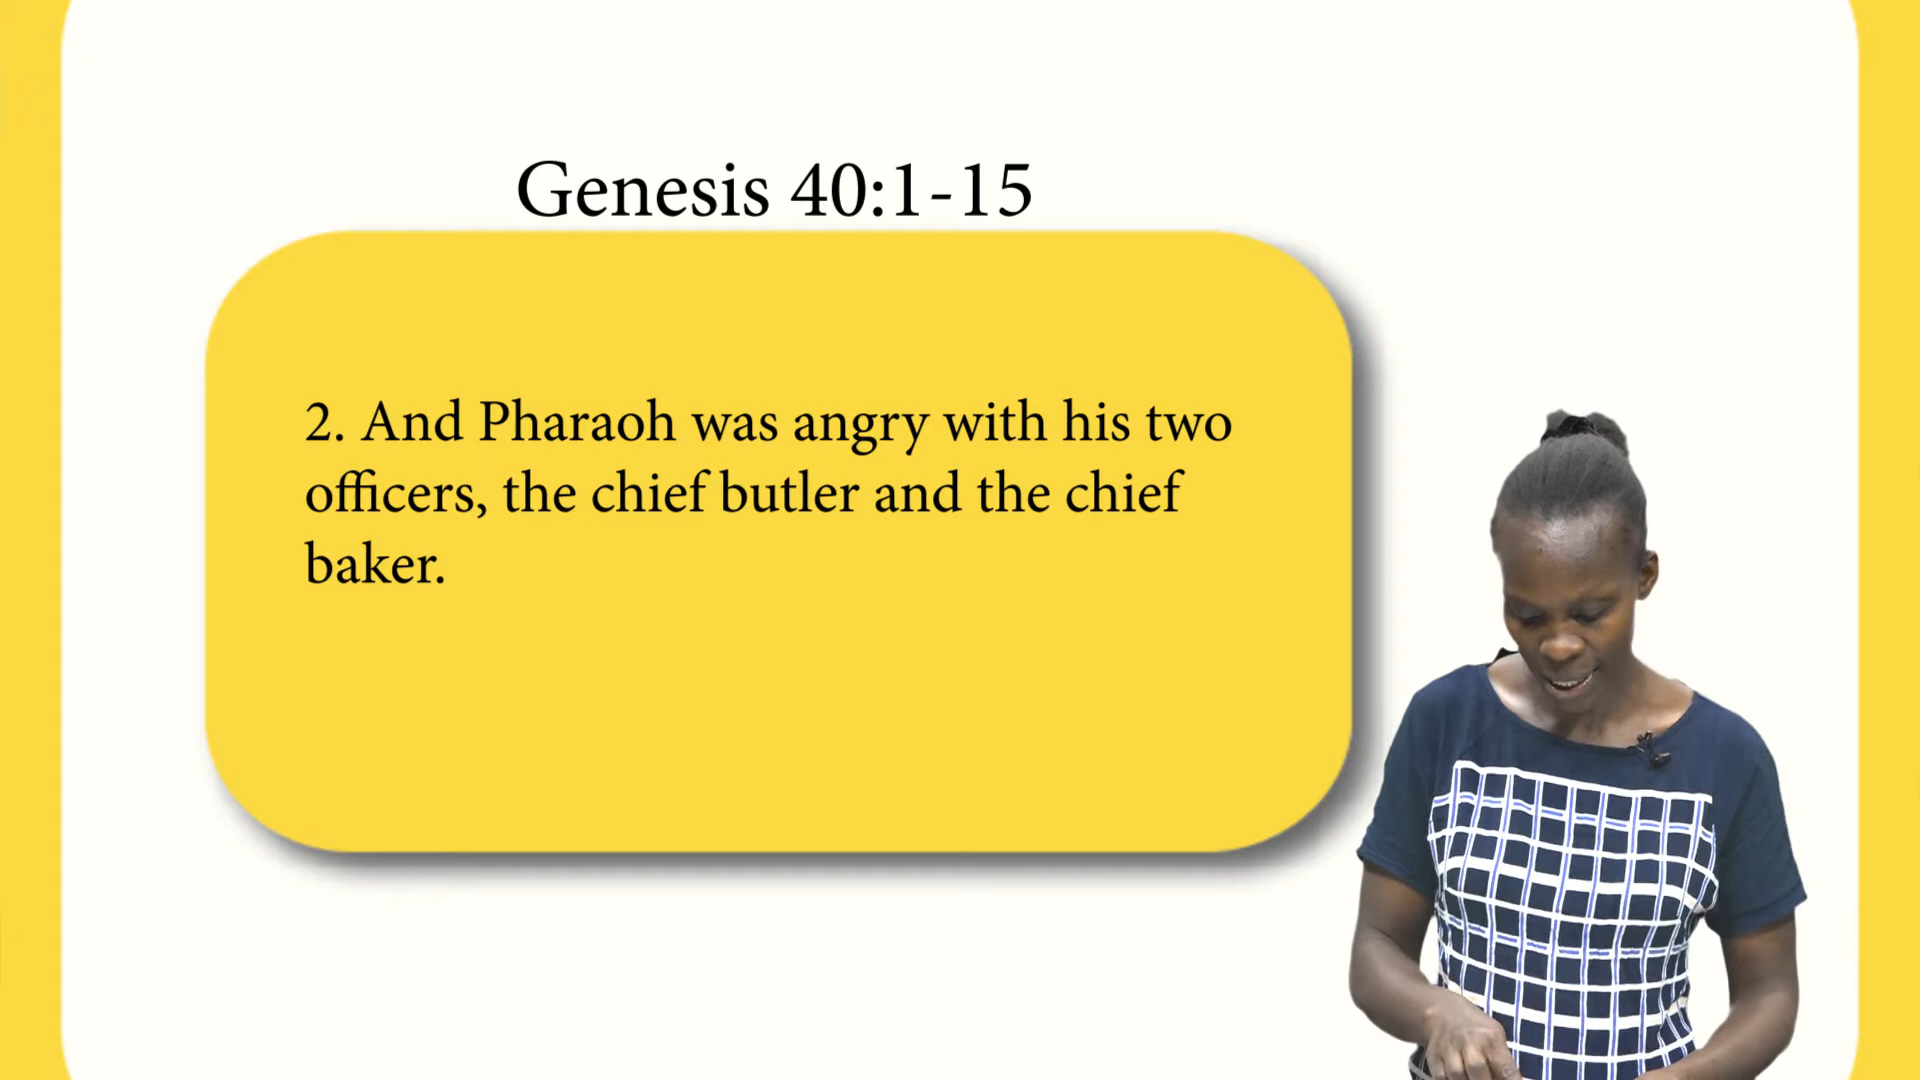 Genesis 40:1-15
2. And Pharaoh was angry with his two
officers, the chief butler and the chief
baker.